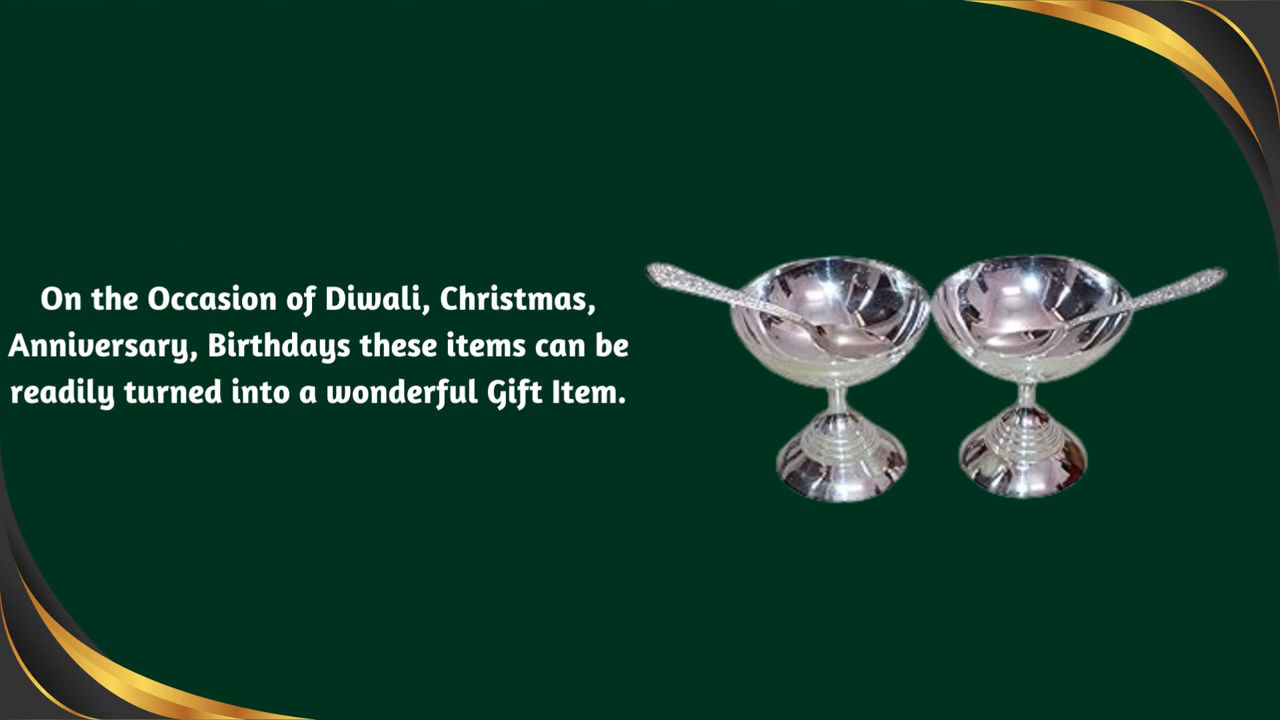 On the Occasion of Diwali, Christmas,
Anniversary, Birthdays these items can be
readily turned into a wonderful Gift Item.